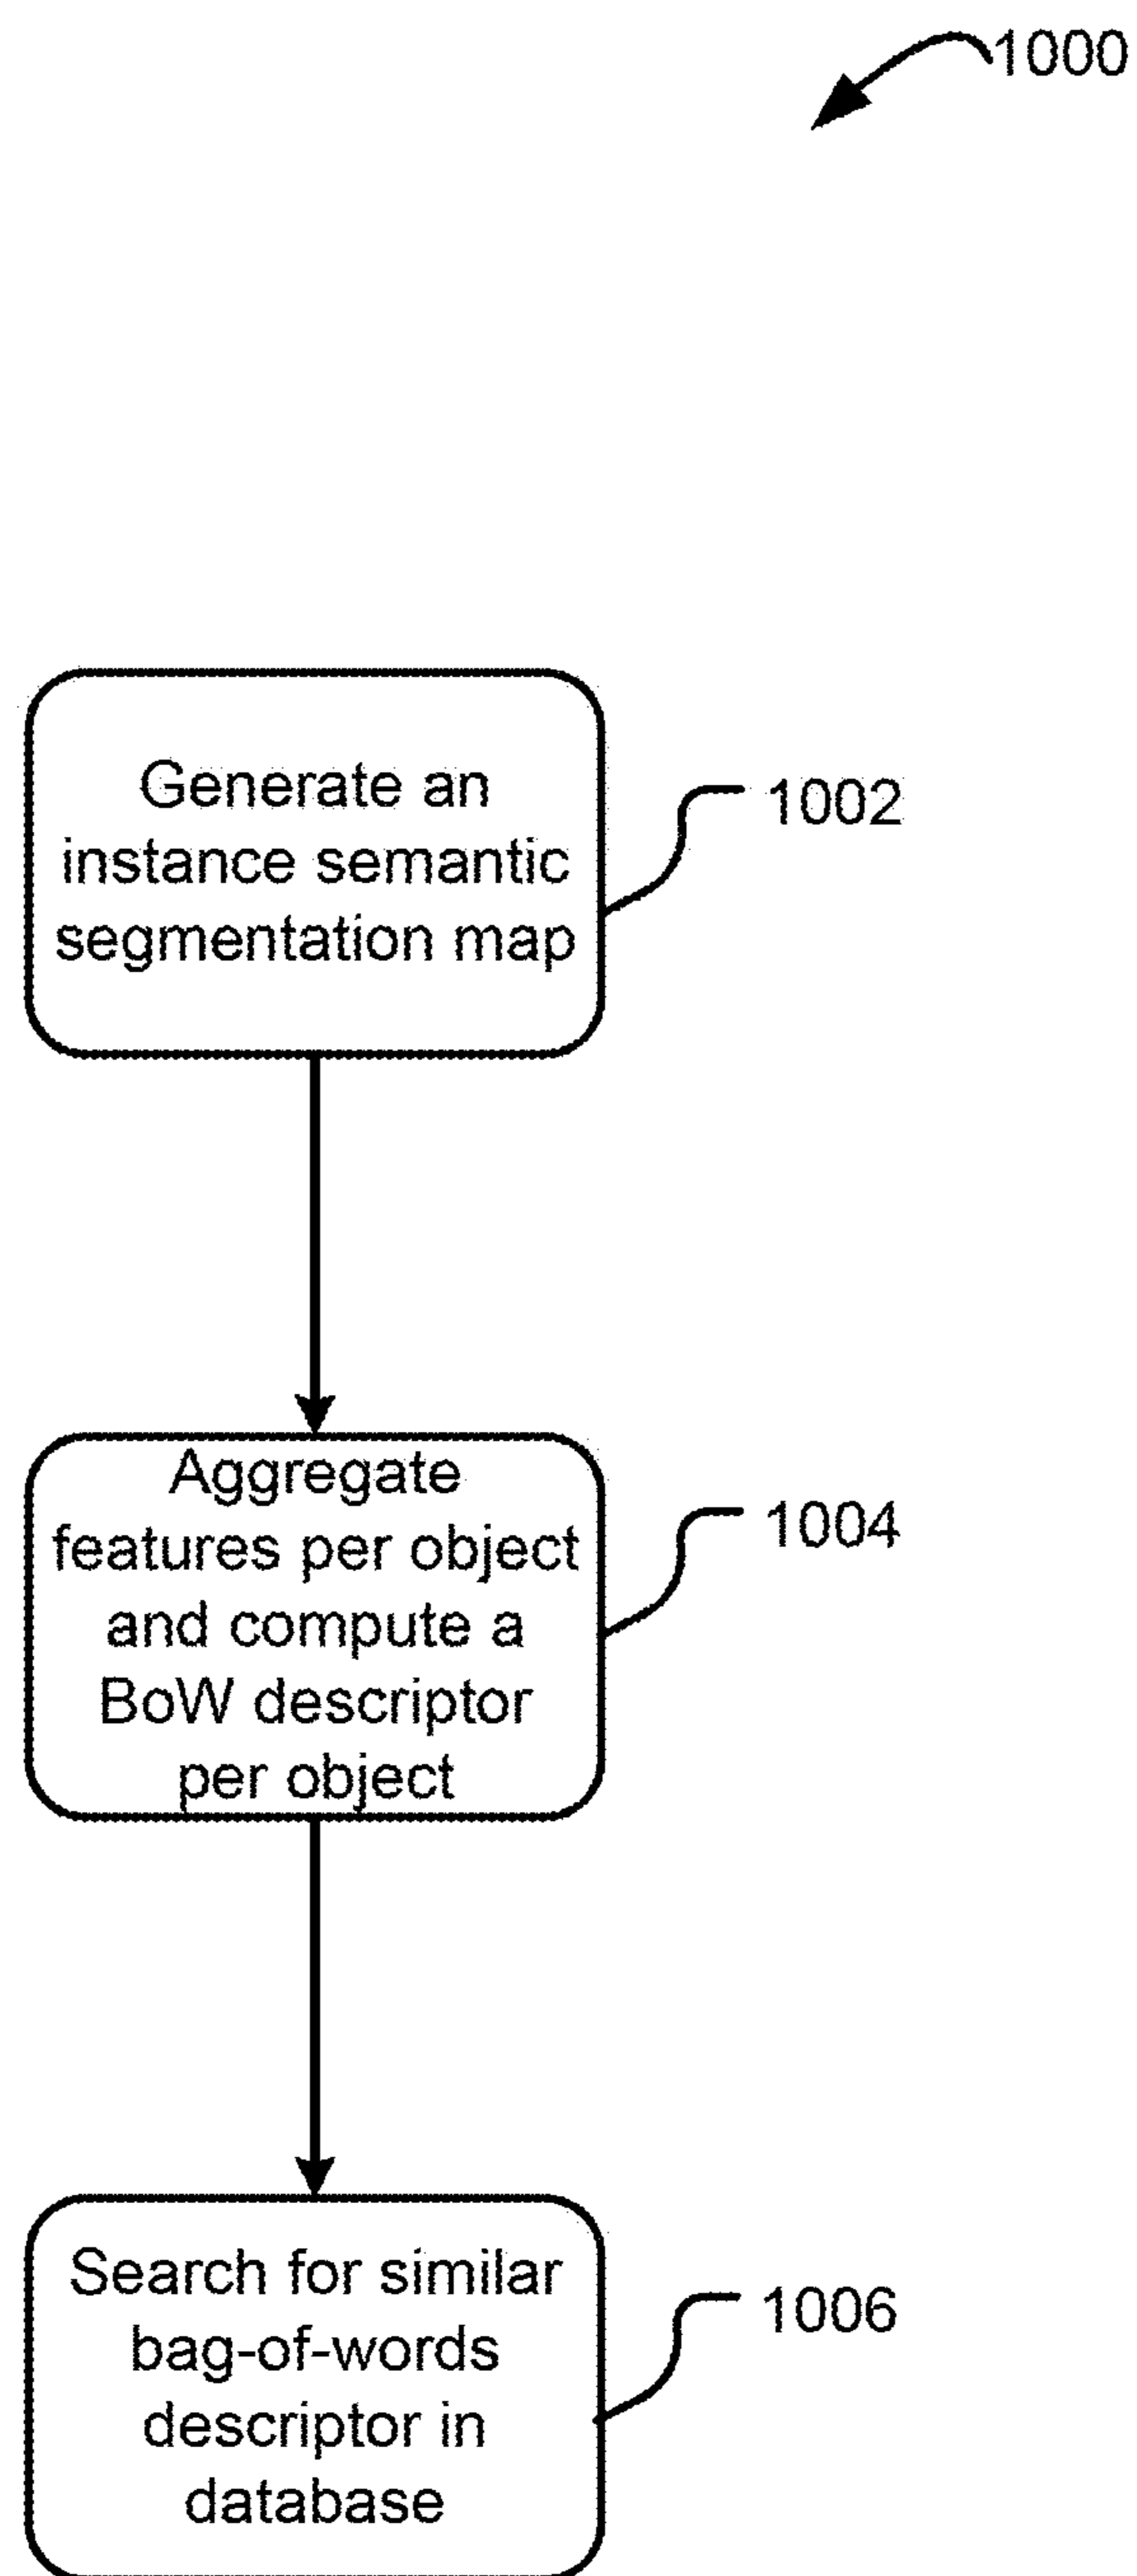 1000
Generate an
instance semantic
segmentation map
1002
Aggregate
features per object
and compute a
BoW descriptor
per object
1004
Search for similar
bag-of-words
descriptor in
database
1006